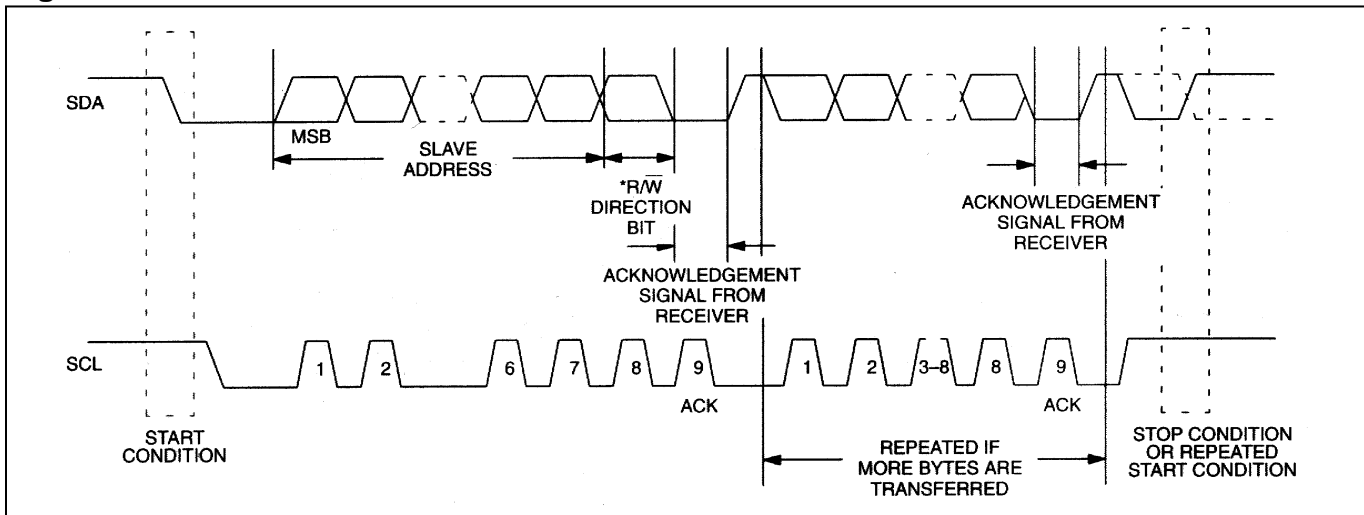 SDA
MSB
SLAVE
ADDRESS
*R/W̅
DIRECTION
BIT
ACKNOWLEDGEMENT
SIGNAL FROM
RECEIVER
ACKNOWLEDGEMENT
SIGNAL FROM
RECEIVER
SCL
1 2 6 7 8 9 1 2 3–8 8 9
ACK ACK
START
CONDITION
REPEATED IF
MORE BYTES ARE
TRANSFERRED
STOP CONDITION
OR REPEATED
START CONDITION